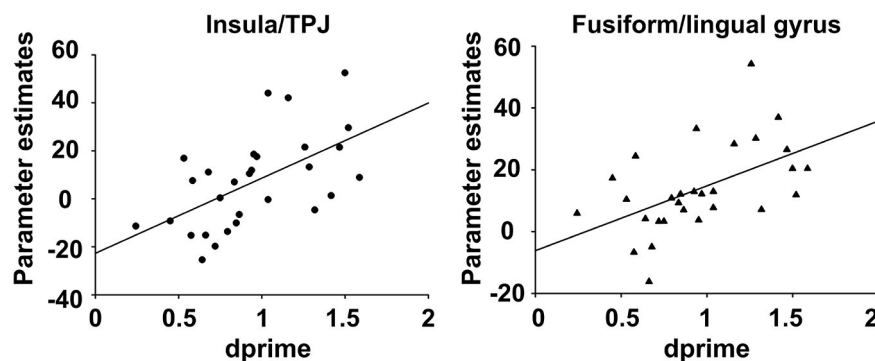 Insula/TPJ
Parameter estimates
60
40
20
0
-20
-40
0 0.5 1 1.5 2
dprime
Fusiform/lingual gyrus
Parameter estimates
60
40
20
0
-20
0 0.5 1 1.5 2
dprime